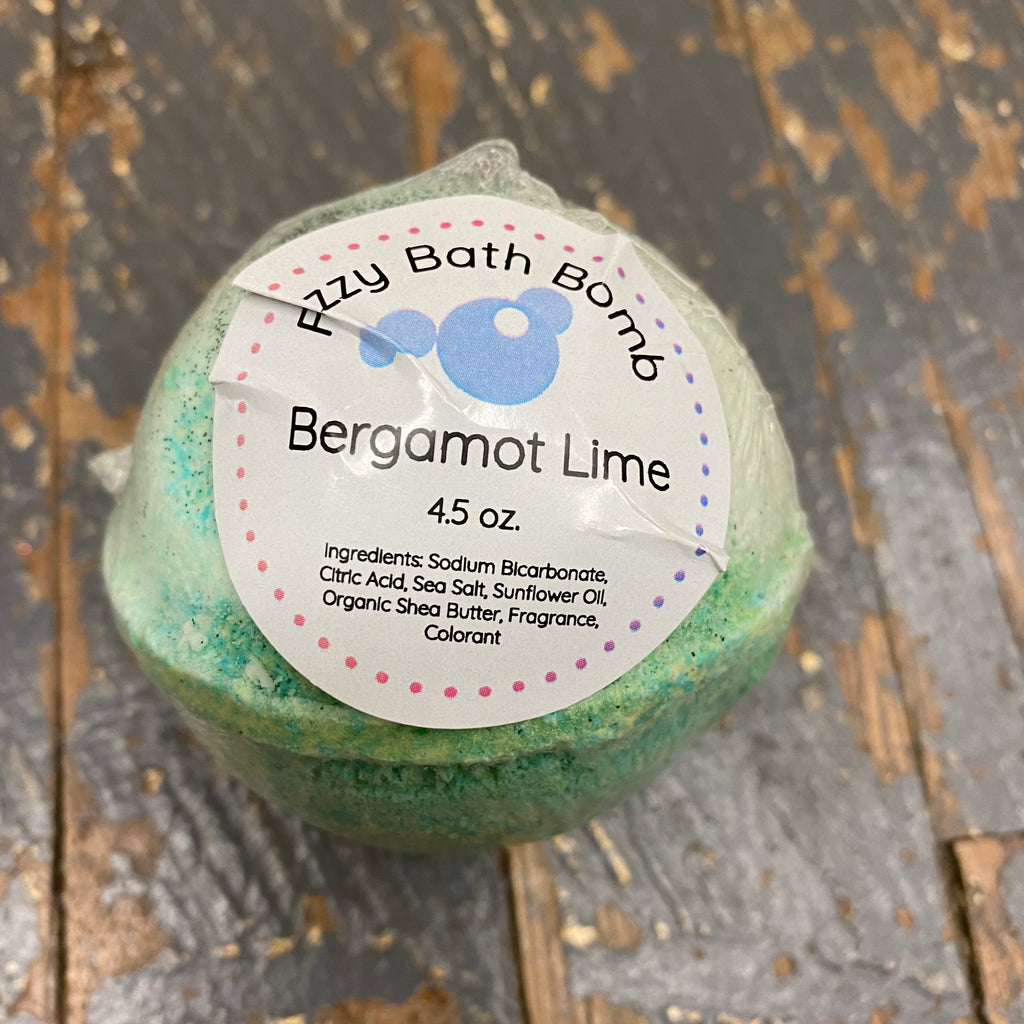 Fizzy Bath Bomb
Bergamot Lime
4.5 oz.
Ingredients: Sodium Bicarbonate,
Citric Acid, Sea Salt, Sunflower Oil,
Organic Shea Butter, Fragrance,
Colorant